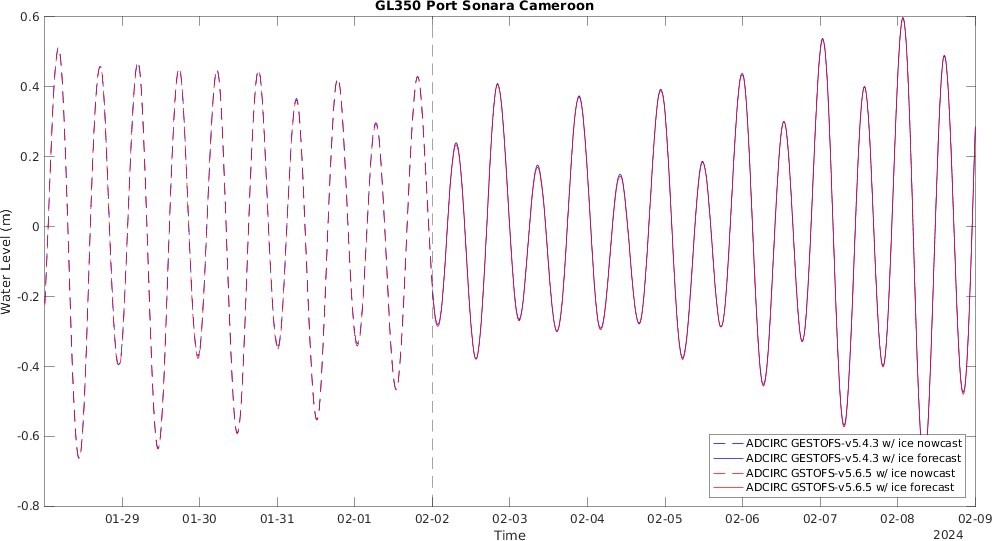 GL350 Port Sonara Cameroon
Water Level (m)
0.6
0.4
0.2
0
-0.2
-0.4
-0.6
-0.8
ADCIRC GESTOFS-v5.4.3 w/ ice nowcast
ADCIRC GESTOFS-v5.4.3 w/ ice forecast
ADCIRC GSTOFS-v5.6.5 w/ ice nowcast
ADCIRC GSTOFS-v5.6.5 w/ ice forecast
01-29 01-30 01-31 02-01 02-02 02-03 02-04 02-05 02-06 02-07 02-08 02-09
Time
2024